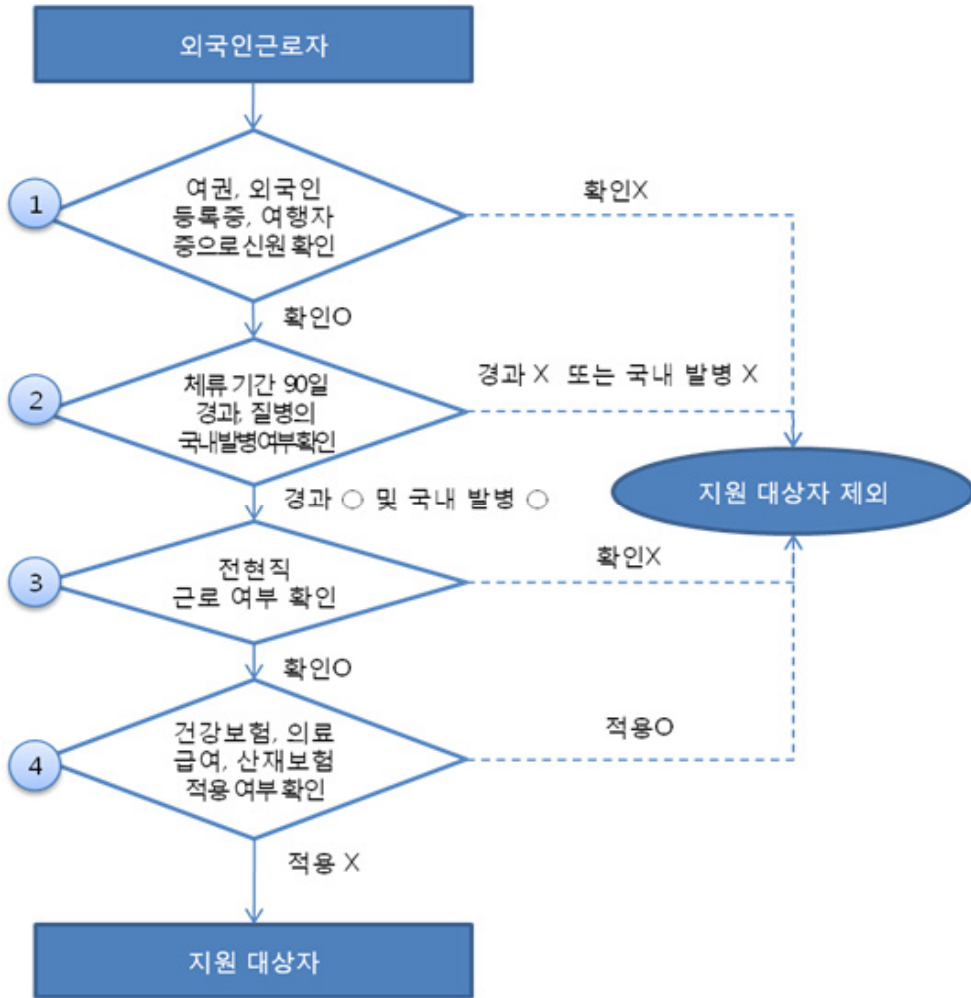 외국인근로자
1
여권, 외국인
등록중, 여행자
중으로신원 확인
확인X
확인O
2
체류 기간 90일
경과, 질병의
국내발병여부확인
경과 X 또는 국내 발병 X
지원 대상자 제외
경과 ○ 및 국내 발병 ○
3
전현직
근로 여부 확인
확인X
확인O
4
건강보험, 의료
급여, 산재보험
적용 여부 확인
적용O
적용 X
지원 대상자